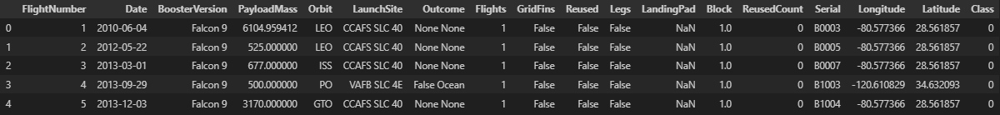 FlightNumber Date BoosterVersion PayloadMass Orbit LaunchSite Outcome Flights GridFins Reused Legs LandingPad Block ReusedCount Serial Longitude Latitude Class
0 1 2010-06-04 Falcon 9 6104.959412 LEO CCAFS SLC 40 None None 1 False False False NaN 1.0 0 B0003 -80.577366 28.561857 0
1 2 2012-05-22 Falcon 9 525.000000 LEO CCAFS SLC 40 None None 1 False False False NaN 1.0 0 B0005 -80.577366 28.561857 0
2 3 2013-03-01 Falcon 9 677.000000 ISS CCAFS SLC 40 None None 1 False False False NaN 1.0 0 B0007 -80.577366 28.561857 0
3 4 2013-09-29 Falcon 9 500.000000 PO VAFB SLC 4E False Ocean 1 False False False NaN 1.0 0 B1003 -120.610829 34.632093 0
4 5 2013-12-03 Falcon 9 3170.000000 GTO CCAFS SLC 40 None None 1 False False False NaN 1.0 0 B1004 -80.577366 28.561857 0